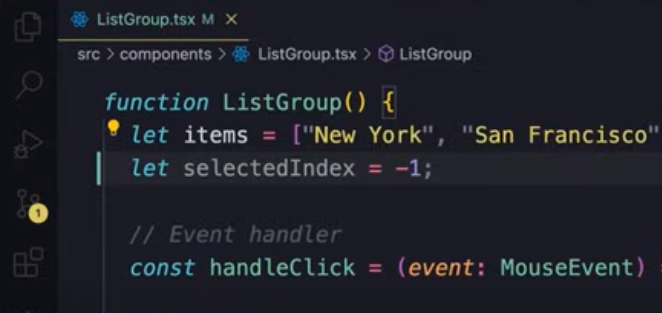 ListGroup.tsx M ×
src > components > ListGroup.tsx > ListGroup
function ListGroup() {
let items = ["New York", "San Francisco"
let selectedIndex = -1;
1
// Event handler
const handleClick = (event: MouseEvent) =